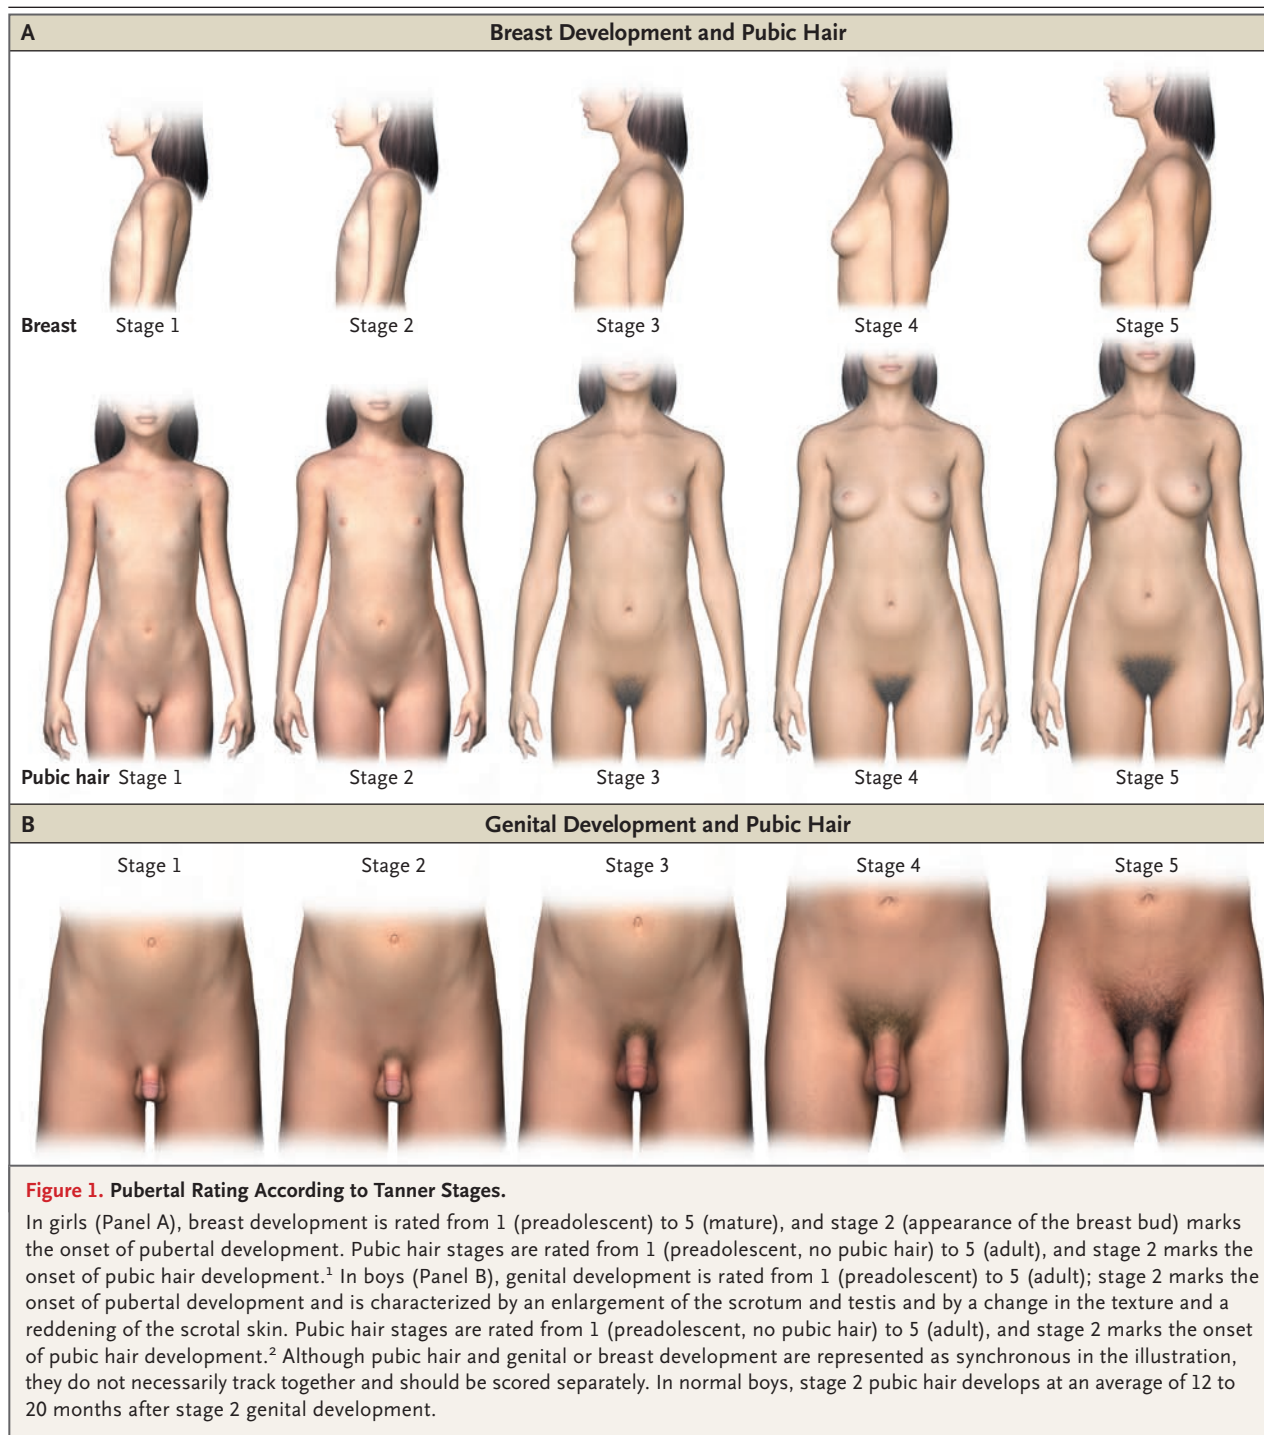 A Breast Development and Pubic Hair
Breast Stage 1 Stage 2 Stage 3 Stage 4 Stage 5
Pubic hair Stage 1 Stage 2 Stage 3 Stage 4 Stage 5
B Genital Development and Pubic Hair
Stage 1 Stage 2 Stage 3 Stage 4 Stage 5
Figure 1. Pubertal Rating According to Tanner Stages.
In girls (Panel A), breast development is rated from 1 (preadolescent) to 5 (mature), and stage 2 (appearance of the breast bud) marks
the onset of pubertal development. Pubic hair stages are rated from 1 (preadolescent, no pubic hair) to 5 (adult), and stage 2 marks the
onset of pubic hair development.¹ In boys (Panel B), genital development is rated from 1 (preadolescent) to 5 (adult); stage 2 marks the
onset of pubertal development and is characterized by an enlargement of the scrotum and testis and by a change in the texture and a
reddening of the scrotal skin. Pubic hair stages are rated from 1 (preadolescent, no pubic hair) to 5 (adult), and stage 2 marks the onset
of pubic hair development.² Although pubic hair and genital or breast development are represented as synchronous in the illustration,
they do not necessarily track together and should be scored separately. In normal boys, stage 2 pubic hair develops at an average of 12 to
20 months after stage 2 genital development.